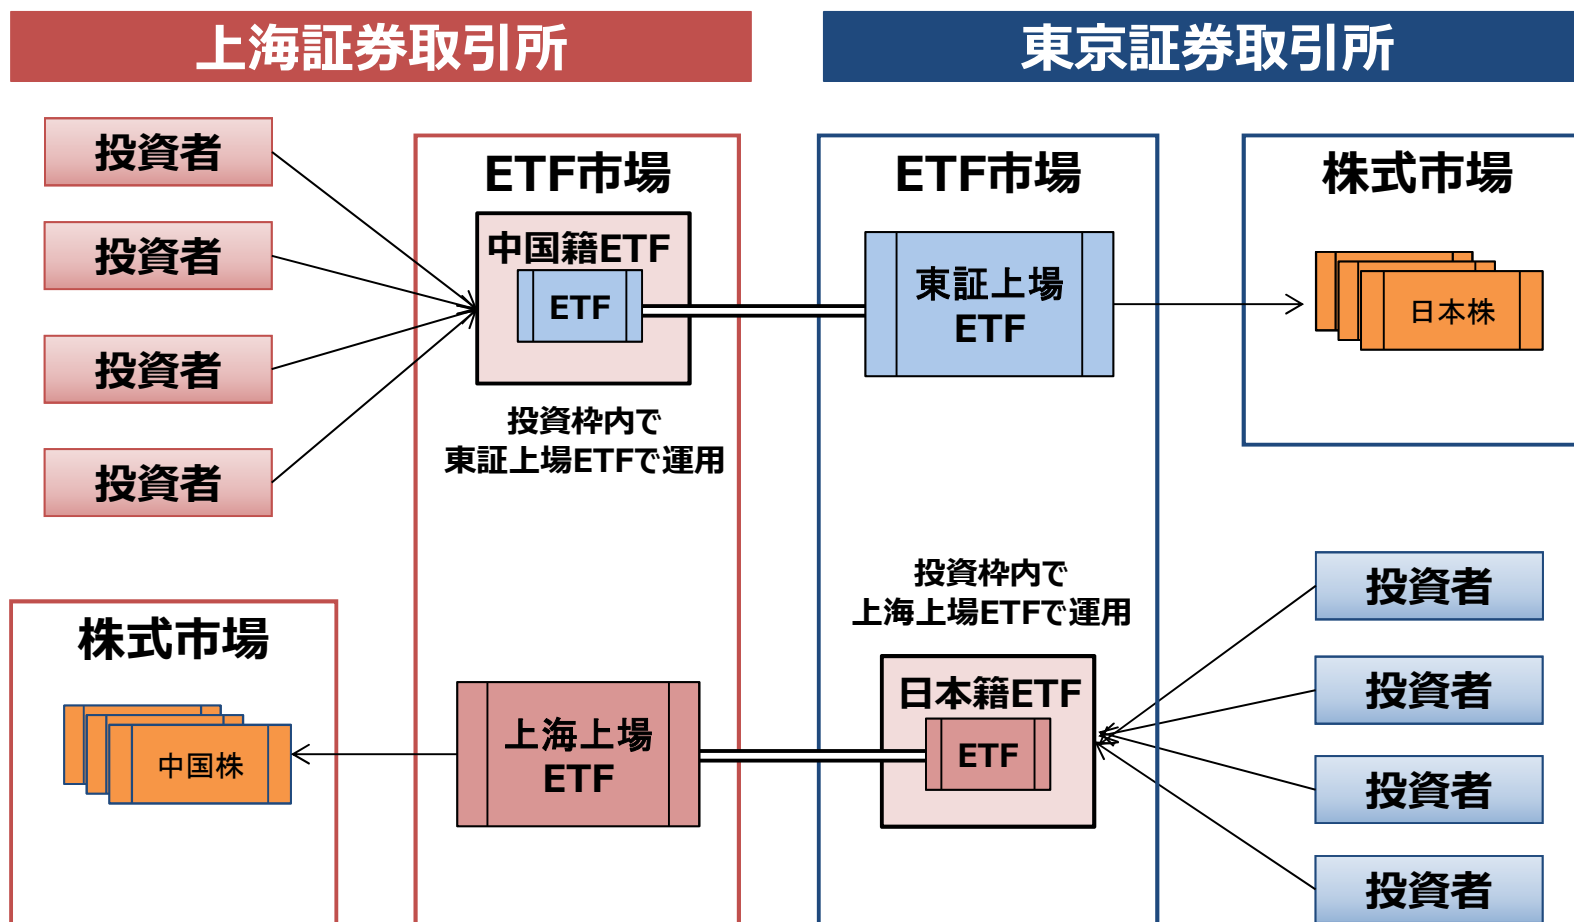 上海証券取引所
東京証券取引所
投資者
投資者
投資者
投資者
ETF市場
中国籍ETF
ETF
投資枠内で
東証上場ETFで運用
ETF市場
東証上場
ETF
株式市場
日本株
株式市場
中国株
上海上場
ETF
投資枠内で
上海上場ETFで運用
日本籍ETF
ETF
投資者
投資者
投資者
投資者